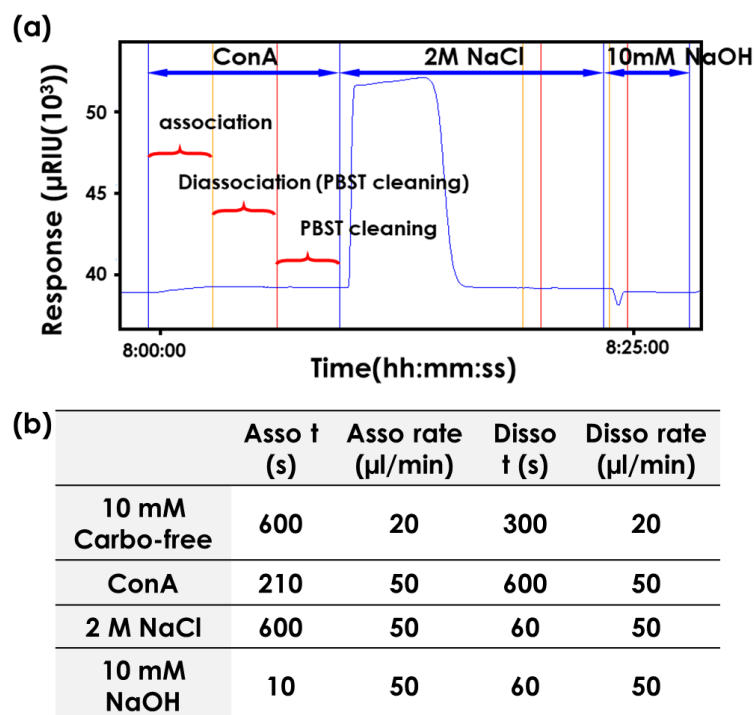 (a)
ConA
2M NaCl
10mM NaOH
association
Diassociation (PBST cleaning)
PBST cleaning
Response (µRIU(10³))
50
45
40
8:00:00
8:25:00
Time(hh:mm:ss)
(b)
Asso t (s) Asso rate (µl/min) Disso t (s) Disso rate (µl/min)
10 mM Carbo-free 600 20 300 20
ConA 210 50 600 50
2 M NaCl 600 50 60 50
10 mM NaOH 10 50 60 50